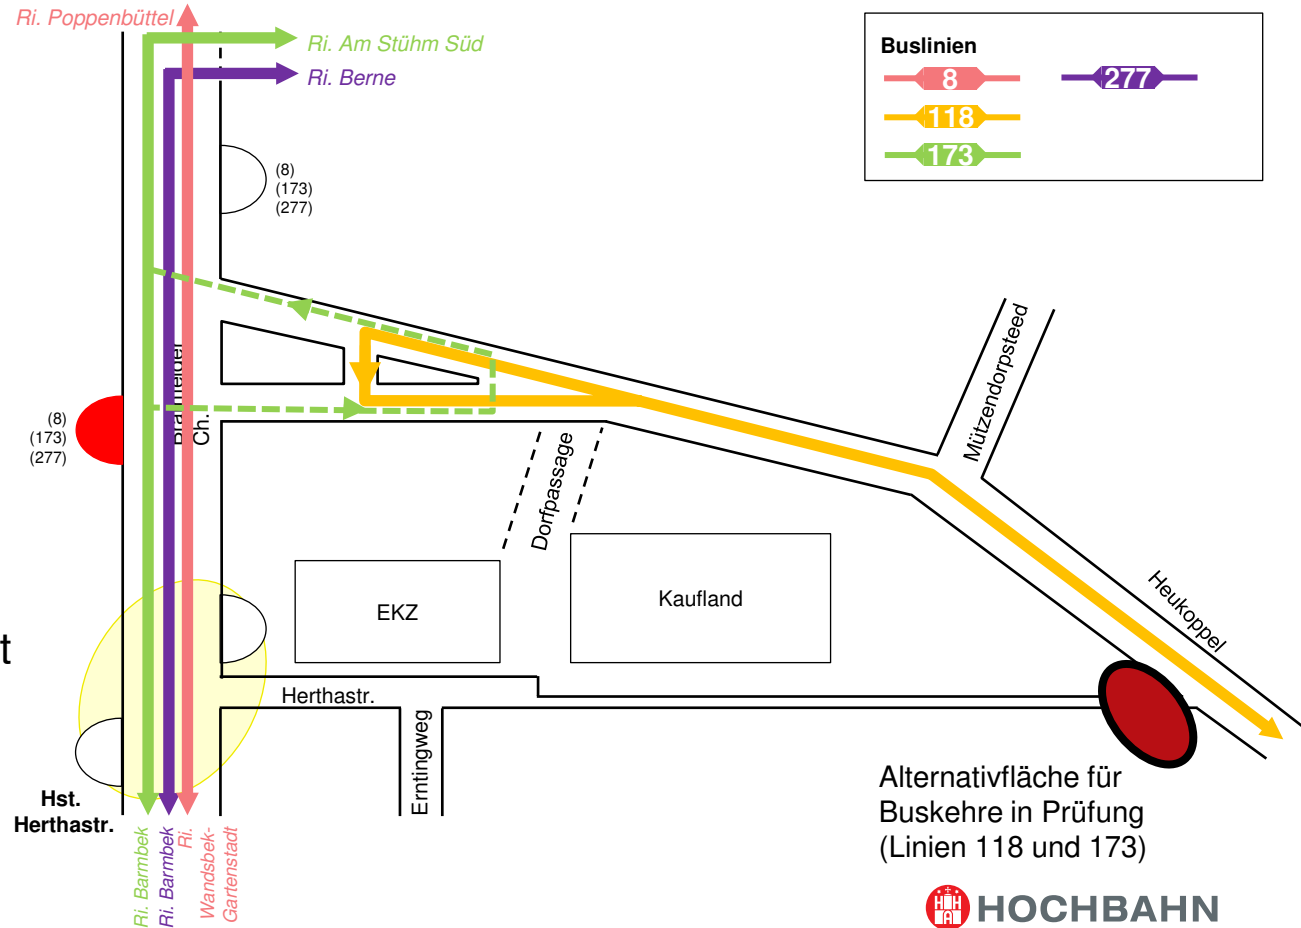 Ri. Poppenbüttel
Ri. Am Stühm Süd
Ri. Berne
Buslinien
8
277
118
173
(8)
(173)
(277)
Mützendorpsteed
Ch.
(8)
(173)
(277)
Dorfpassage
Heukoppel
EKZ
Kaufland
t
Herthastr.
Erntingweg
Hst.
Herthastr.
Ri. Barmbek
Ri. Barmbek
Ri.
Wandsbek-
Gartenstadt
Alternativfläche für
Buskehre in Prüfung
(Linien 118 und 173)
HOCHBAHN